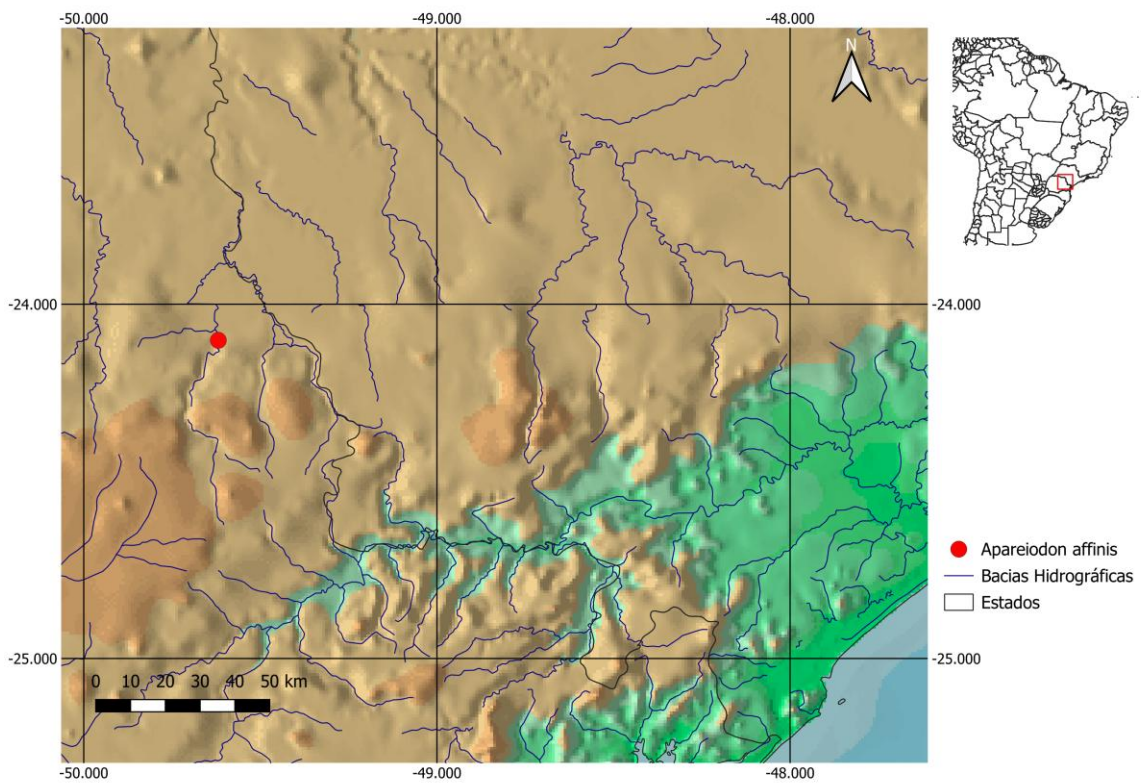 -50.000 -49.000 -48.000
N
-24.000 -24.000
Apareiodon affinis
Bacias Hidrográficas
Estados
-25.000 -25.000
0 10 20 30 40 50 km
-50.000 -49.000 -48.000